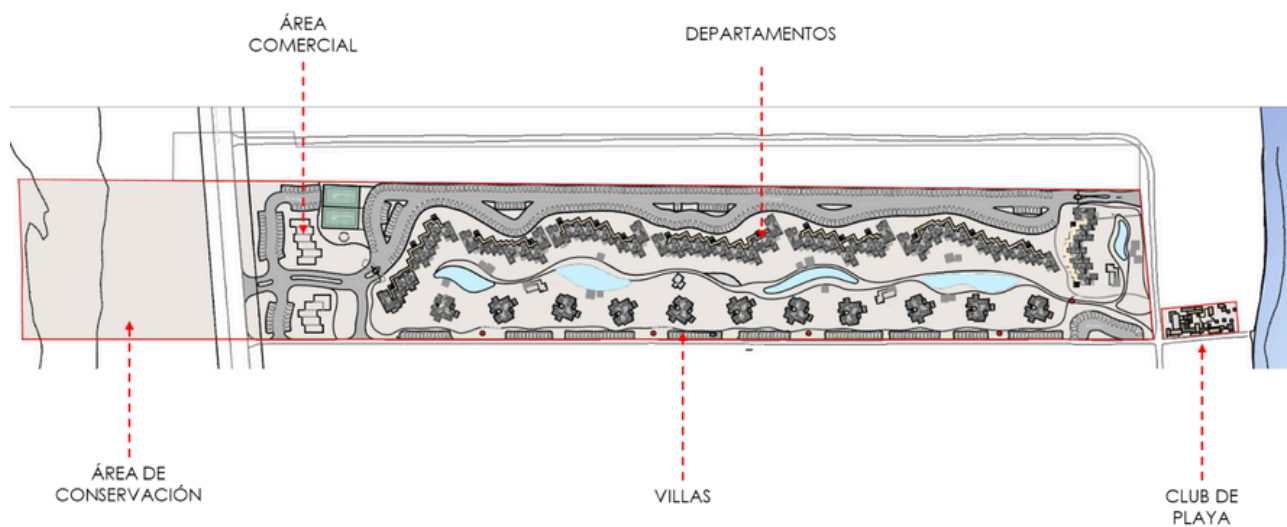 ÁREA
COMERCIAL
DEPARTAMENTOS
ÁREA DE
CONSERVACIÓN
VILLAS
CLUB DE
PLAYA